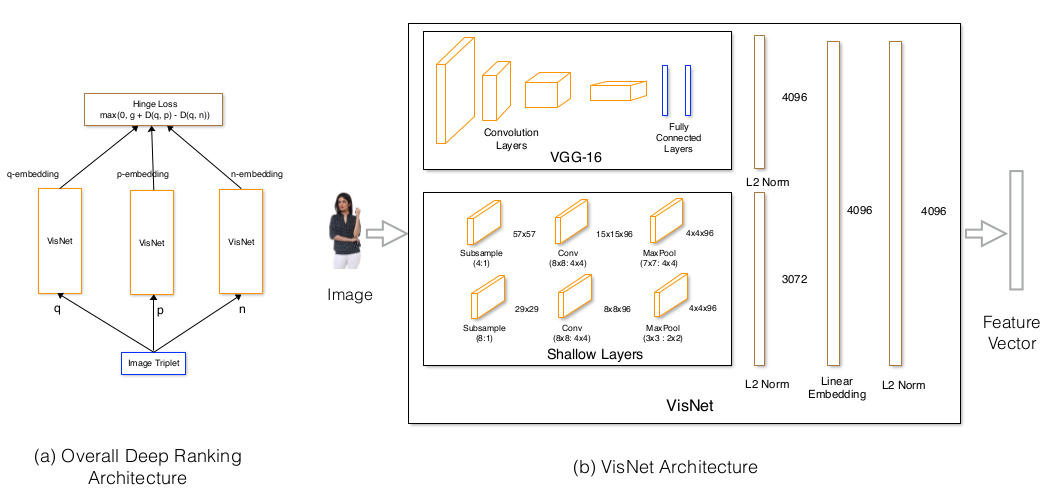 Hinge Loss
max(0, g + D(q, p) - D(q, n))
q-embedding
p-embedding
n-embedding
VisNet
VisNet
VisNet
q
p
n
Image Triplet
(a) Overall Deep Ranking
Architecture
Image
Convolution
Layers
Fully
Connected
Layers
VGG-16
4096
L2 Norm
57x57
15x15x96
4x4x96
Subsample
(4:1)
Conv
(8x8: 4x4)
MaxPool
(7x7: 4x4)
29x29
8x8x96
4x4x96
Subsample
(8:1)
Conv
(8x8: 4x4)
MaxPool
(3x3 : 2x2)
Shallow Layers
3072
L2 Norm
4096
Linear
Embedding
4096
L2 Norm
VisNet
Feature
Vector
(b) VisNet Architecture